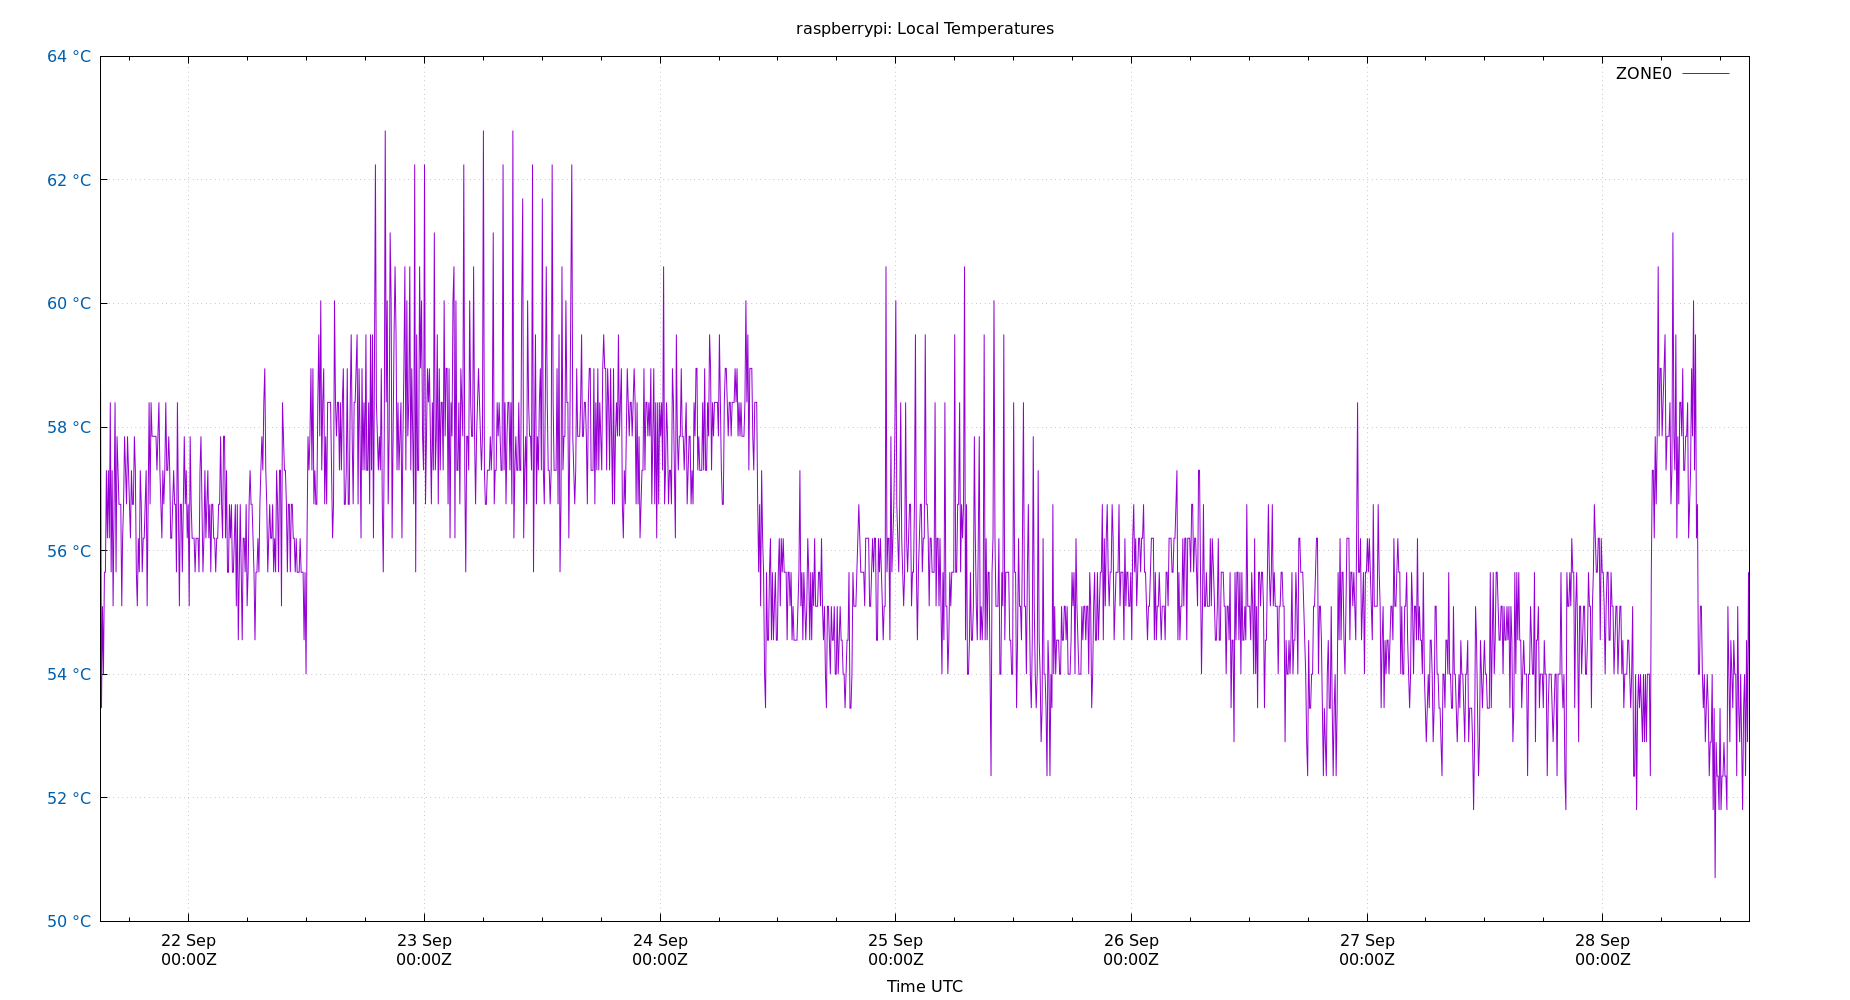 raspberrypi: Local Temperatures
64 °C
ZONE0
62 °C
60 °C
58 °C
56 °C
54 °C
52 °C
50 °C
22 Sep 23 Sep 24 Sep 25 Sep 26 Sep 27 Sep 28 Sep
00:00Z 00:00Z 00:00Z 00:00Z 00:00Z 00:00Z 00:00Z
Time UTC